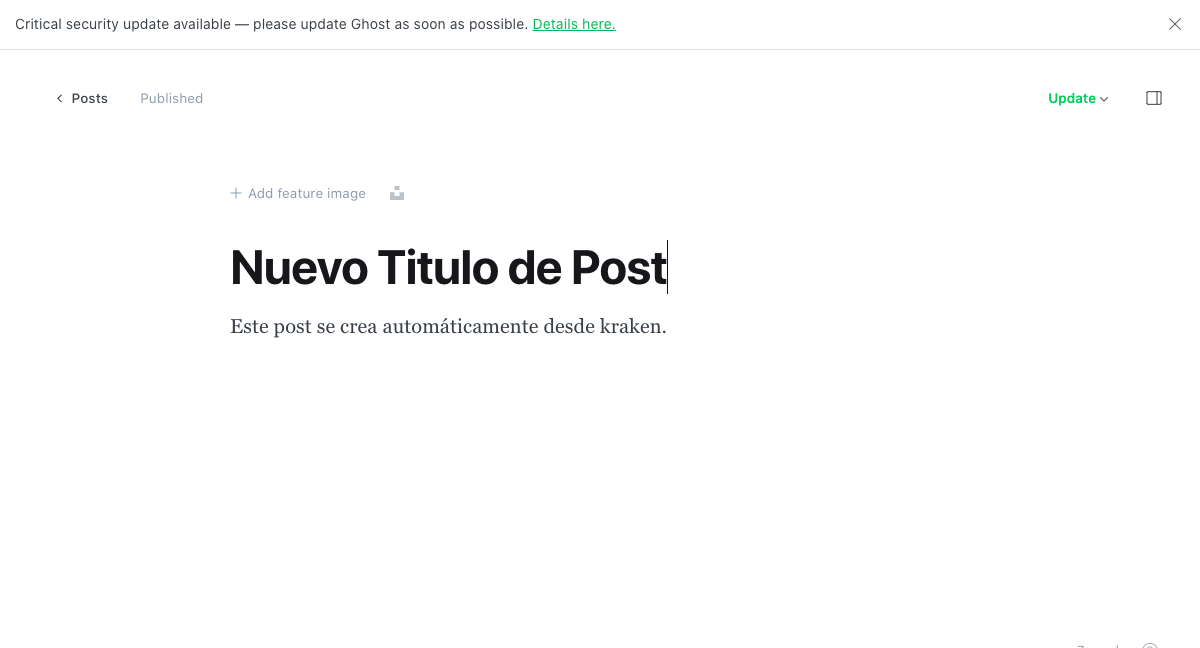 Critical security update available — please update Ghost as soon as possible. Details here.
Posts
Published
Update
Add feature image
Nuevo Titulo de Post
Este post se crea automáticamente desde kraken.